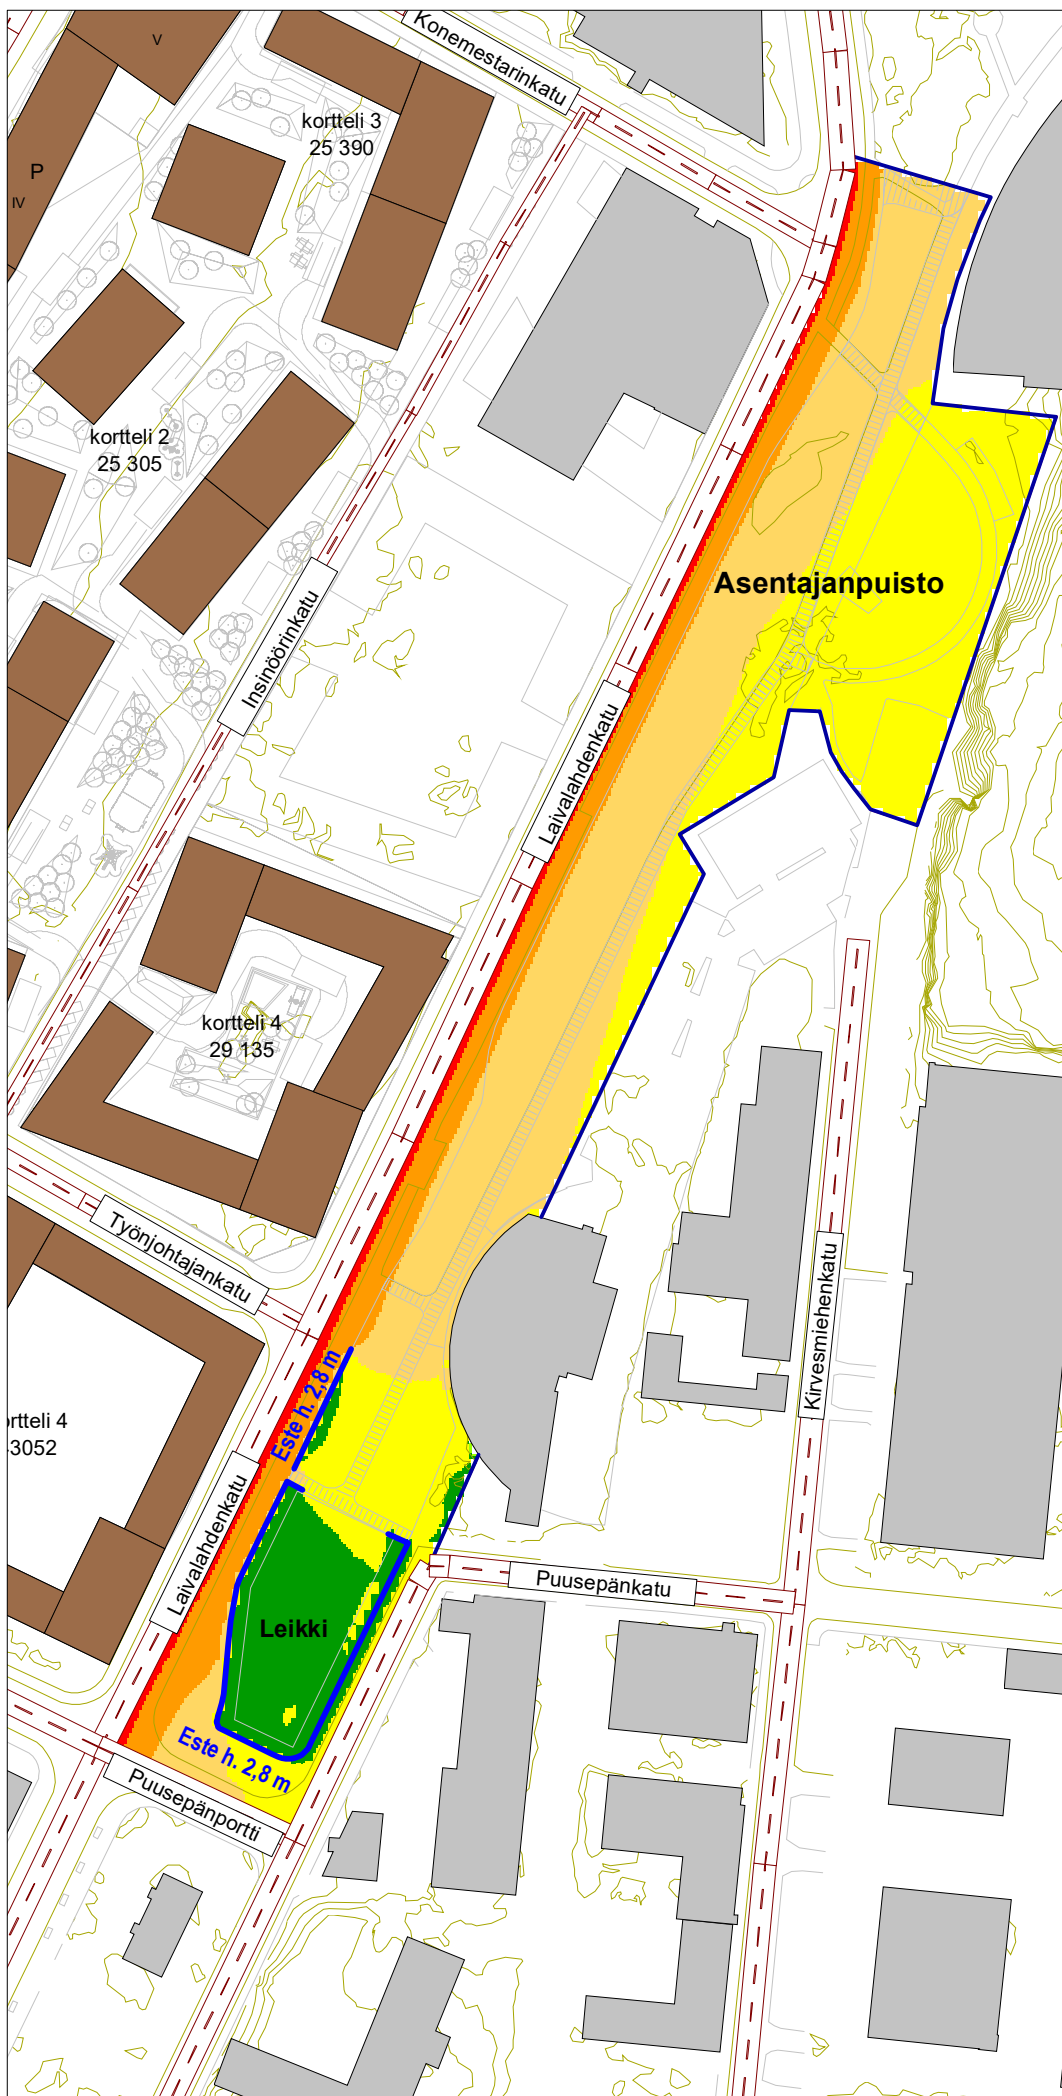 Konemestarinkatu
V
kortteli 3
25 390
P
IV
kortteli 2
25 305
Asentajanpuisto
Insinöörinkatu
Laivalahdenkatu
kortteli 4
29 135
Työnjohtajankatu
Kirvesmiehenkatu
Este h. 2,8 m
ortteli 4
3052
Laivalahdenkatu
Puusepänkatu
Leikki
Este h. 2,8 m
Puusepänportti